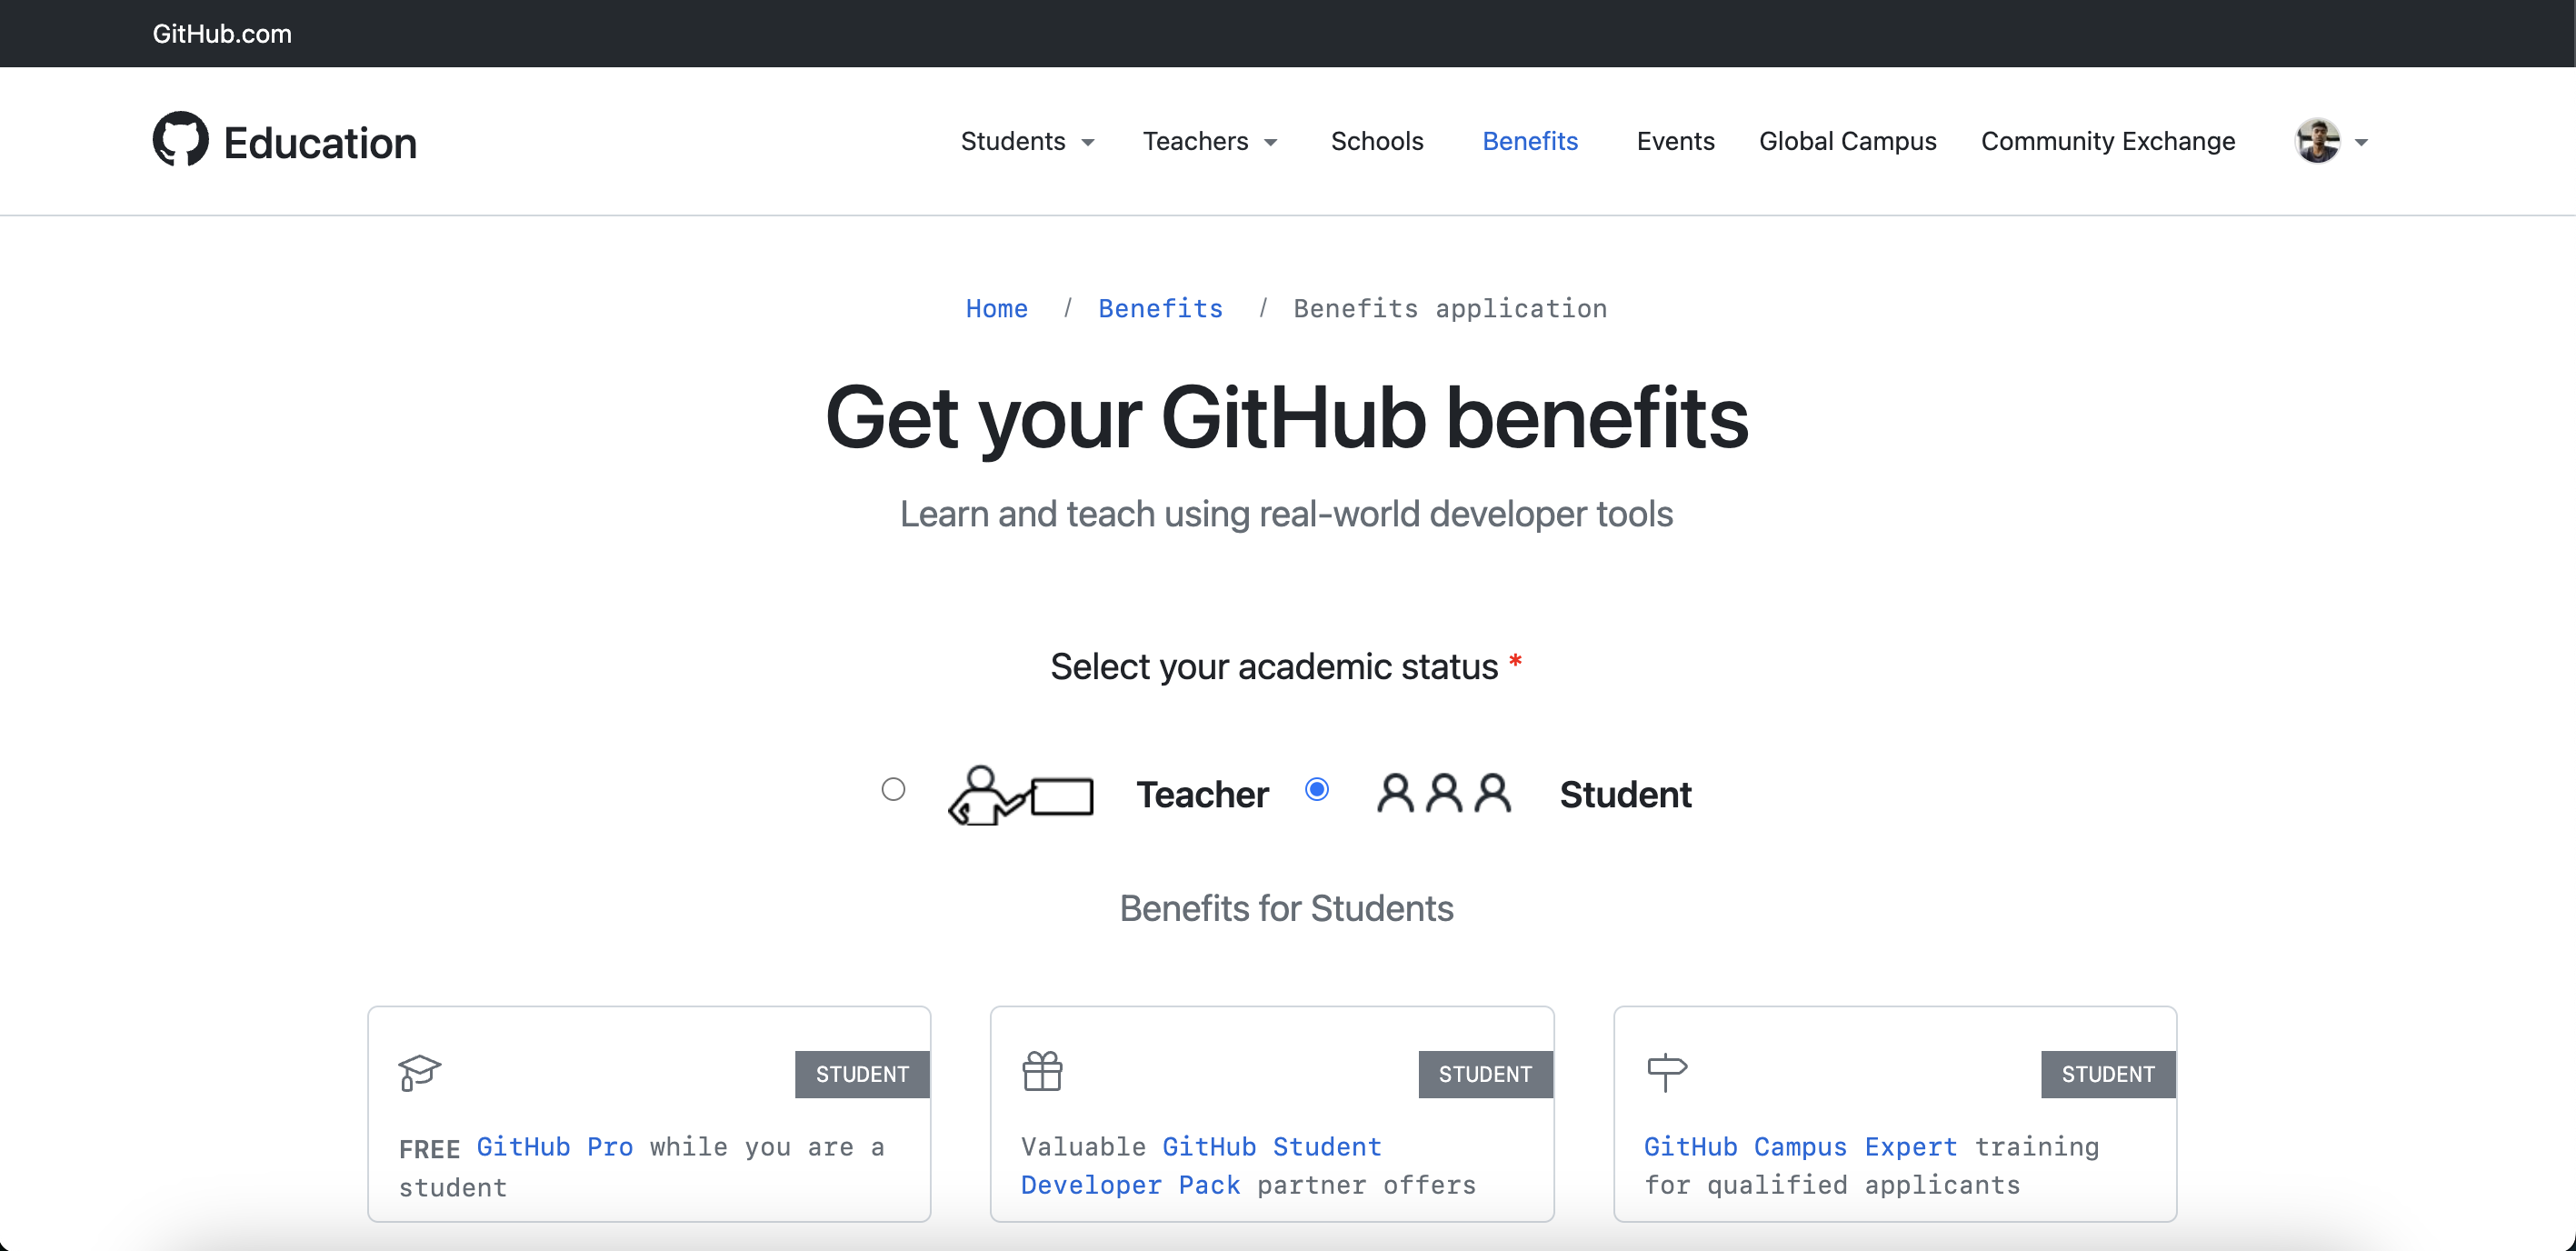 GitHub.com
Education
Students
Teachers
Schools
Benefits
Events
Global Campus
Community Exchange
Home / Benefits / Benefits application
Get your GitHub benefits
Learn and teach using real-world developer tools
Select your academic status *
Teacher
Student
Benefits for Students
STUDENT
FREE GitHub Pro while you are a
student
STUDENT
Valuable GitHub Student
Developer Pack partner offers
STUDENT
GitHub Campus Expert training
for qualified applicants